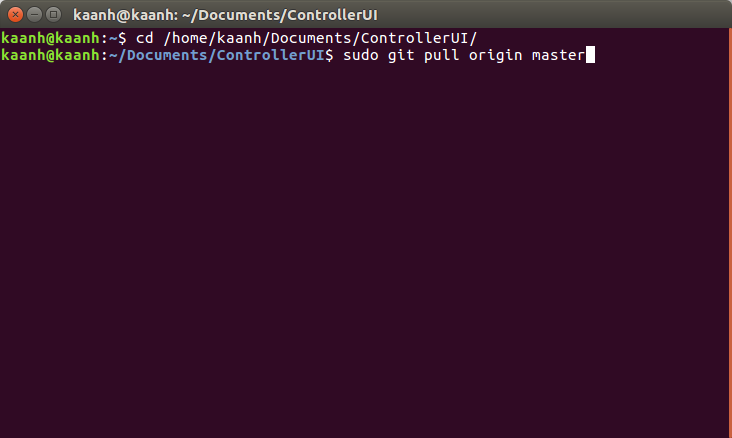 kaanh@kaanh: ~/Documents/ControllerUI
kaanh@kaanh:~$ cd /home/kaanh/Documents/ControllerUI/
kaanh@kaanh:~/Documents/ControllerUI$ sudo git pull origin master